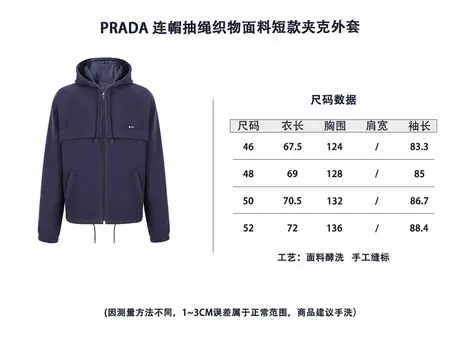 PRADA 连帽抽绳织物面料短款夹克外套
尺码数据
尺码 衣长 胸围 肩宽 袖长
46 67.5 124 / 83.3
48 69 128 / 85
50 70.5 132 / 86.7
52 72 136 / 88.4
工艺：面料酵洗 手工缝标
(因测量方法不同，1~3CM误差属于正常范围，商品建议手洗)